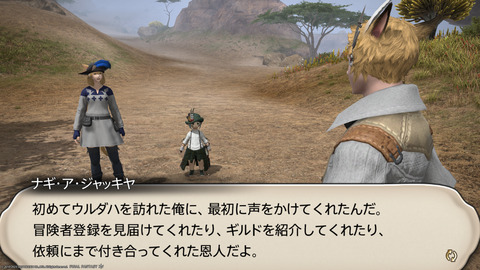 ナギ・ア・ジャッキヤ
初めてウルダハを訪れた俺に、最初に声をかけてくれたんだ。
冒険者登録を見届けてくれたり、ギルドを紹介してくれたり、
依頼にまで付き合ってくれた恩人だよ。
FINAL FANTASY XIV